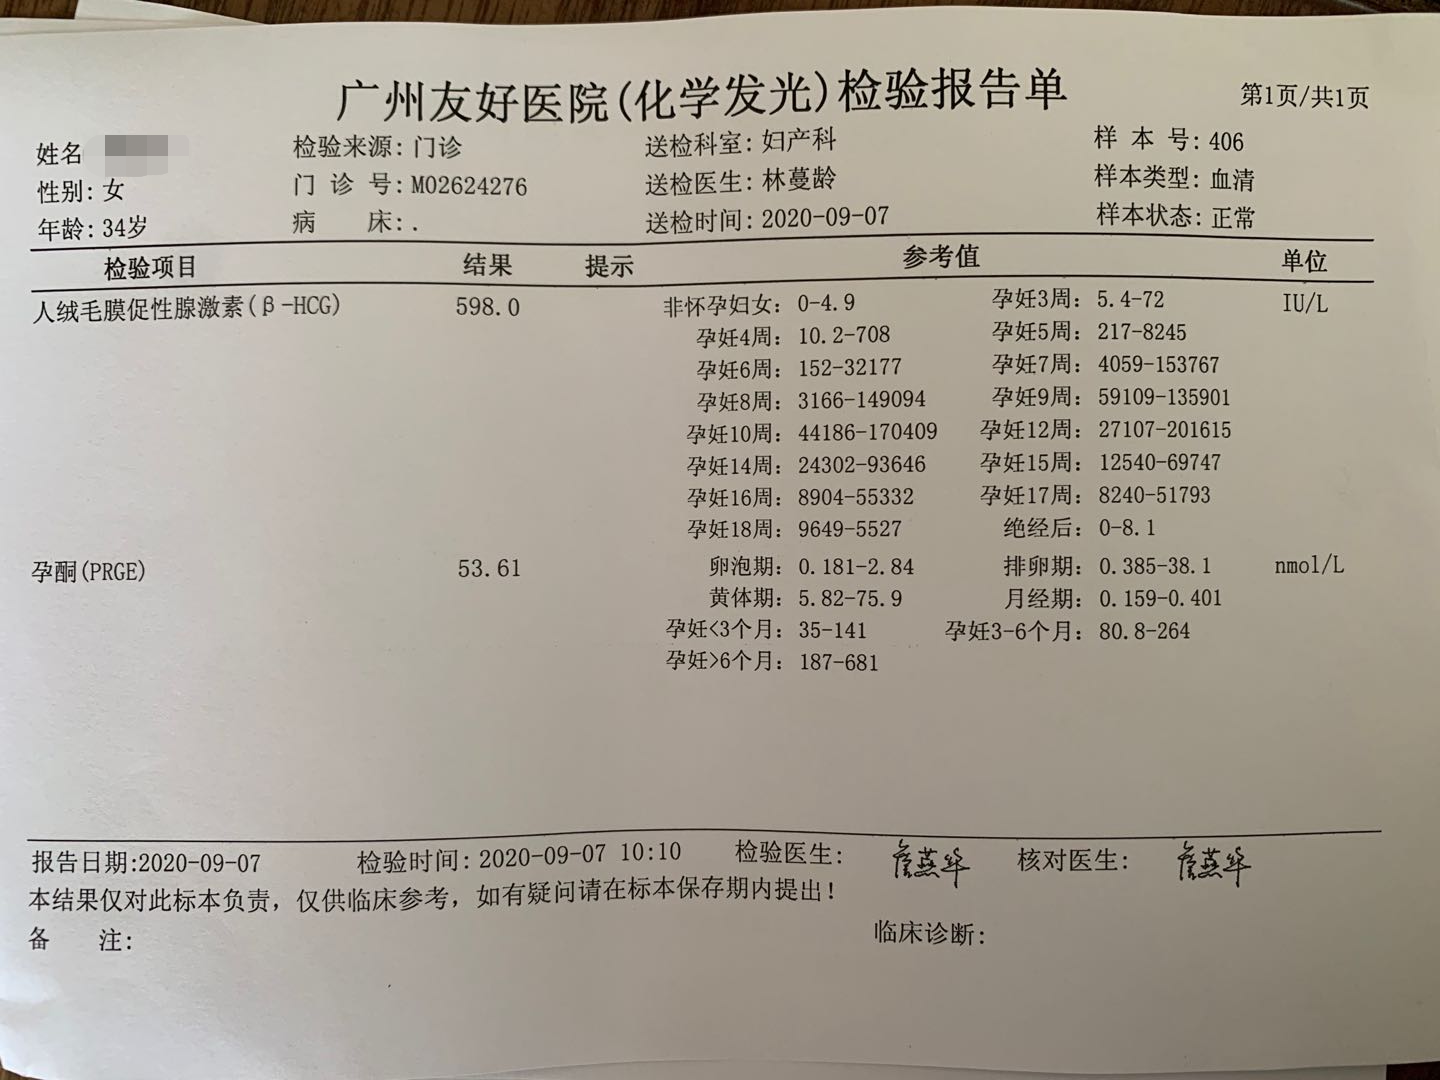 广州友好医院(化学发光)检验报告单
第1页/共1页
姓名 检验来源: 门诊 送检科室: 妇产科 样 本 号: 406
性别: 女 门 诊 号: M02624276 送检医生: 林蔓龄 样本类型: 血清
年龄: 34岁 病 床: . 送检时间: 2020-09-07 样本状态: 正常
检验项目 结果 提示 参考值 单位
人绒毛膜促性腺激素(β-HCG) 598.0 非怀孕妇女: 0-4.9 孕妊3周: 5.4-72 IU/L
孕妊4周: 10.2-708 孕妊5周: 217-8245
孕妊6周: 152-32177 孕妊7周: 4059-153767
孕妊8周: 3166-149094 孕妊9周: 59109-135901
孕妊10周: 44186-170409 孕妊12周: 27107-201615
孕妊14周: 24302-93646 孕妊15周: 12540-69747
孕妊16周: 8904-55332 孕妊17周: 8240-51793
孕妊18周: 9649-5527 绝经后: 0-8.1
孕酮(PRGE) 53.61 卵泡期: 0.181-2.84 排卵期: 0.385-38.1 nmol/L
黄体期: 5.82-75.9 月经期: 0.159-0.401
孕妊<3个月: 35-141 孕妊3-6个月: 80.8-264
孕妊>6个月: 187-681
报告日期:2020-09-07 检验时间: 2020-09-07 10:10 检验医生: 燕华 核对医生: 燕华
本结果仅对此标本负责，仅供临床参考，如有疑问请在标本保存期内提出！
备 注: 临床诊断: